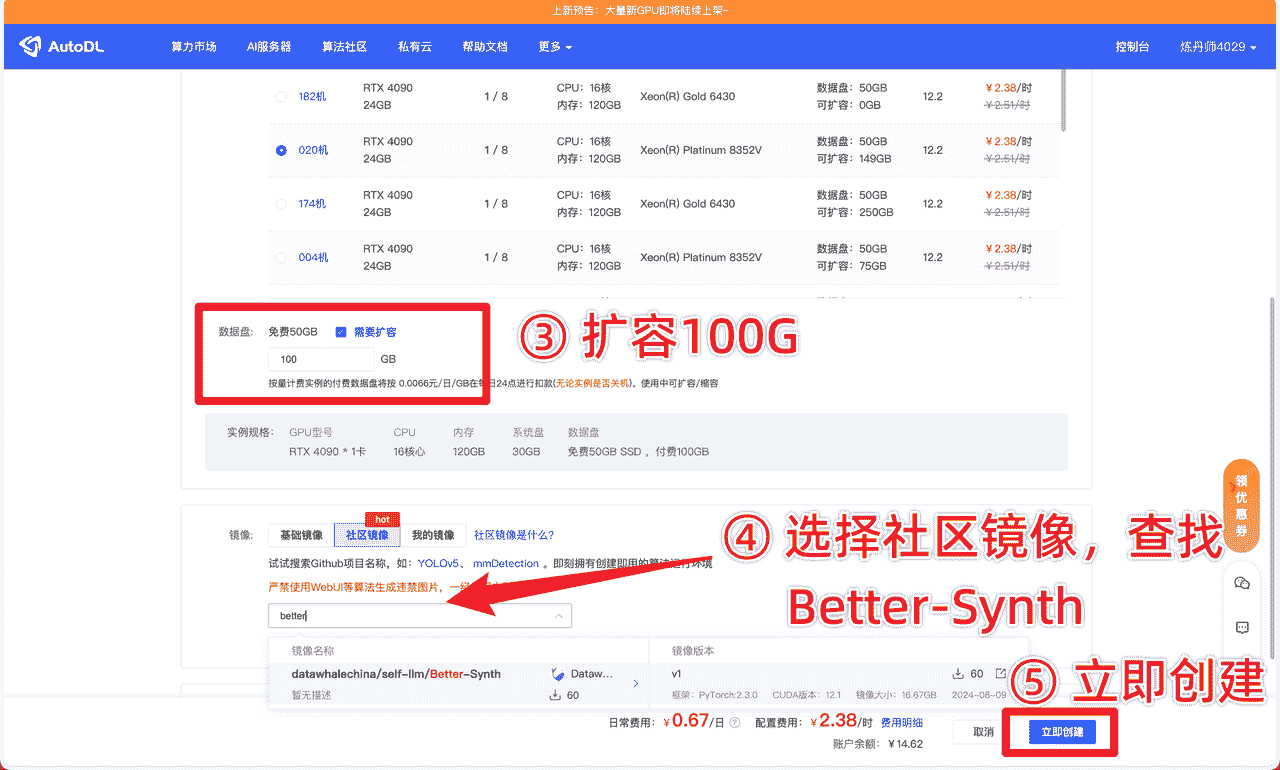 上新预告：大量新GPU即将陆续上架~
AutoDL 算力市场 AI服务器 算法社区 私有云 帮助文档 更多 控制台 炼丹师4029
182机 RTX 4090 24GB 1 / 8 CPU：16核 内存：120GB Xeon(R) Gold 6430 数据盘：50GB 可扩容：0GB 12.2 ￥2.38/时 ￥2.51/时
020机 RTX 4090 24GB 1 / 8 CPU：16核 内存：120GB Xeon(R) Platinum 8352V 数据盘：50GB 可扩容：149GB 12.2 ￥2.38/时 ￥2.51/时
174机 RTX 4090 24GB 1 / 8 CPU：16核 内存：120GB Xeon(R) Gold 6430 数据盘：50GB 可扩容：250GB 12.2 ￥2.38/时 ￥2.51/时
004机 RTX 4090 24GB 1 / 8 CPU：16核 内存：120GB Xeon(R) Platinum 8352V 数据盘：50GB 可扩容：75GB 12.2 ￥2.38/时 ￥2.51/时
数据盘： 免费50GB 需要扩容
100 GB
③ 扩容100G
按量计费实例的付费数据盘将按 0.0066元/日/GB在每日24点进行扣款(无论实例是否关机)。使用中可扩容/缩容
实例规格： GPU型号 CPU 内存 系统盘 数据盘
RTX 4090 * 1卡 16核心 120GB 30GB 免费50GB SSD ，付费100GB
hot
镜像： 基础镜像 社区镜像 我的镜像 社区镜像是什么?
④ 选择社区镜像，查找
Better-Synth
试试搜索Github项目名称，如：YOLOv5、 mmDetection 。即刻拥有创建即用的算法运行环境
严禁使用WebUI等算法生成违禁图片，一经
better
镜像名称 镜像版本
datawhalechina/self-llm/Better-Synth Dataw... v1 60
暂无描述 60 框架：PyTorch:2.3.0 CUDA版本：12.1 镜像大小：16.67GB 2024-08-09
领优惠券
⑤ 立即创建
日常费用：￥0.67/日 配置费用：￥2.38/时 费用明细 取消 立即创建
账户余额：￥14.62